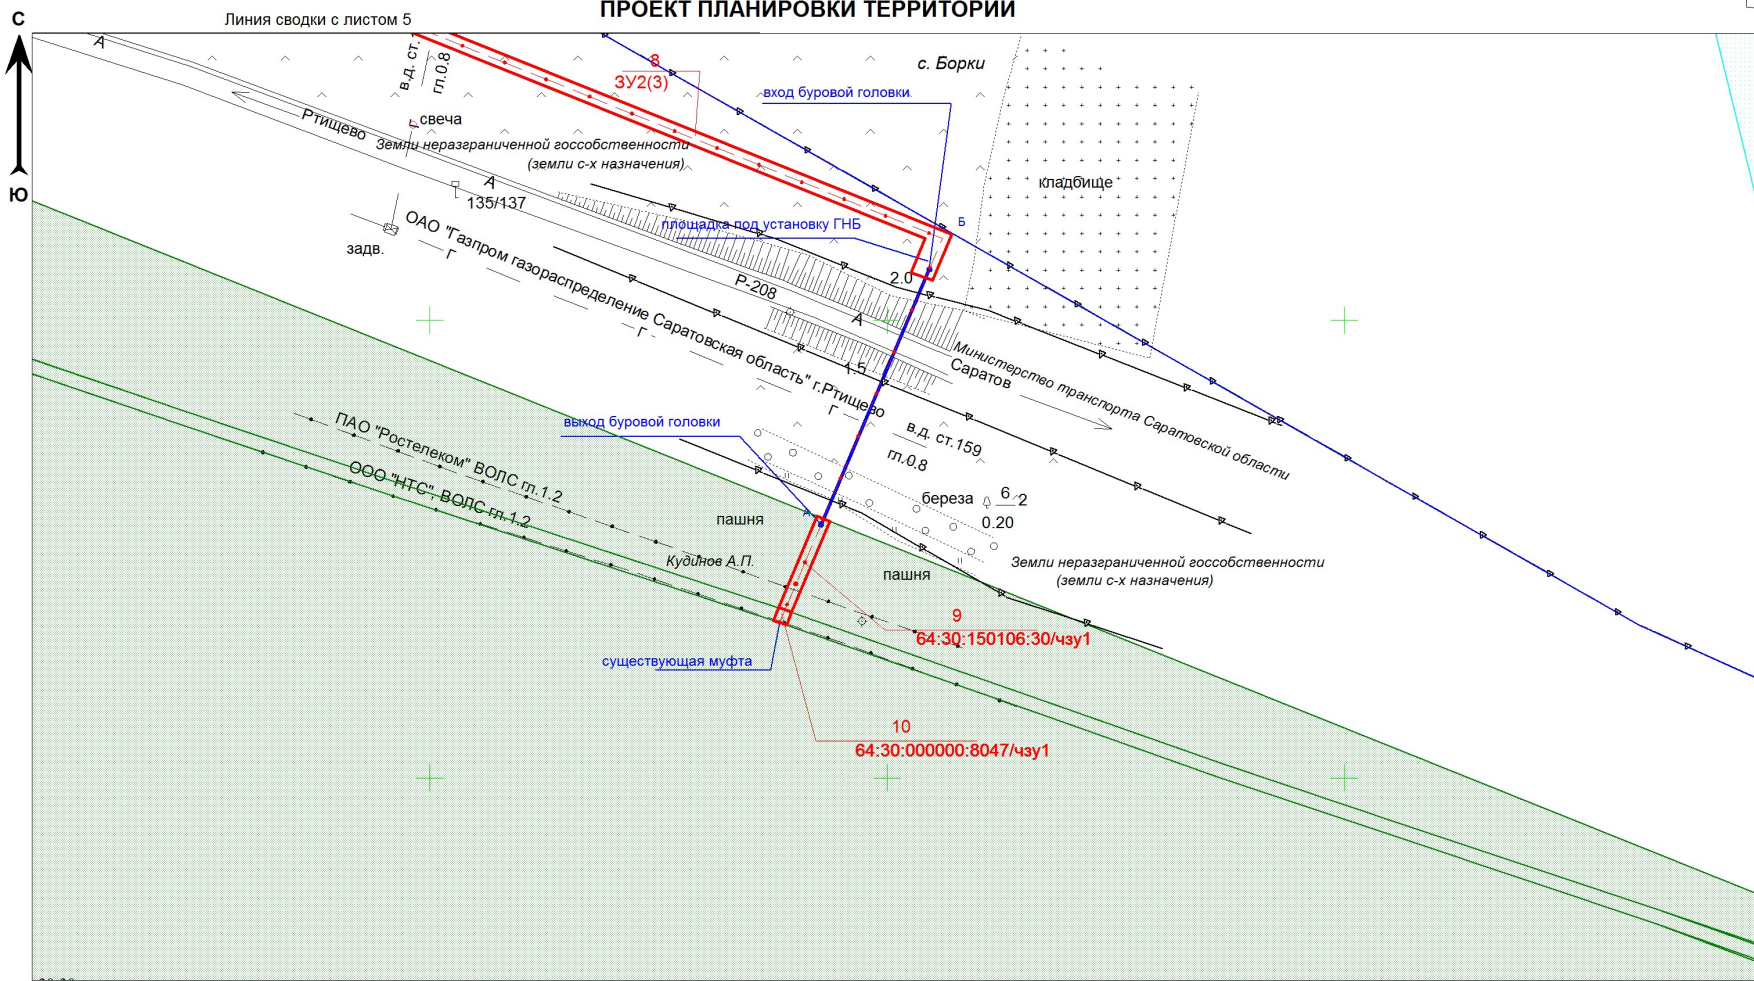 ПРОЕКТ ПЛАНИРОВКИ ТЕРРИТОРИИ
Линия сводки с листом 5
С
Ю
А
в.д. ст.
гл.0.8
8
ЗУ2(3)
с. Борки
вход буровой головки
Ртищево
свеча
Земли неразграниченной госсобственности
(земли с-х назначения)
А
135/137
кладбище
задв.
ОАО "Газпром газораспределение Саратовская область" г.Ртищево
Г
Г
Г
площадка под установку ГНБ
Б
2.0
Р-208
А
1.5
Министерство транспорта Саратовской области
Саратов
выход буровой головки
в.д. ст.159
гл.0.8
ПАО "Ростелеком" ВОЛС гл.1.2
ООО "НТС", ВОЛС гл.1.2
береза
6
2
0.20
А
пашня
Кудинов А.П.
пашня
Земли неразграниченной госсобственности
(земли с-х назначения)
9
64:30:150106:30/чзу1
существующая муфта
10
64:30:000000:8047/чзу1